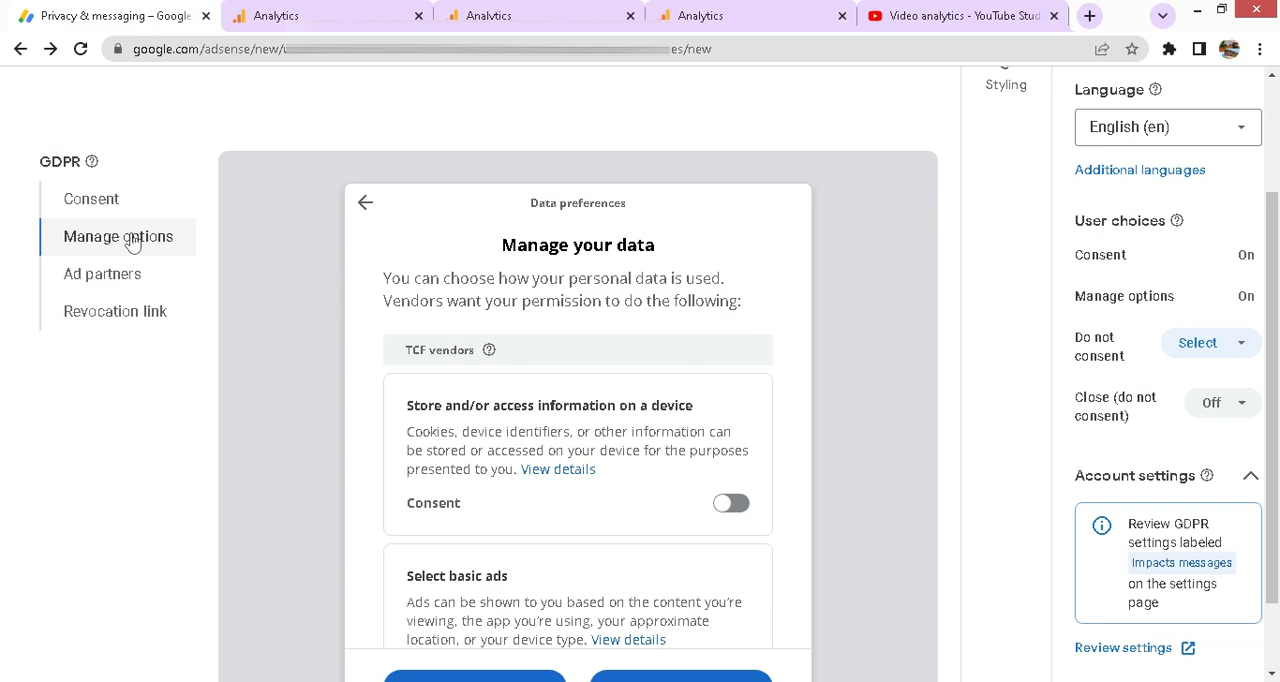 Privacy & messaging – Google
Analytics
Analytics
Analytics
Video analytics - YouTube Stud
google.com/adsense/new/
es/new
Styling
Language
English (en)
Additional languages
GDPR
Consent
Manage options
Ad partners
Revocation link
Data preferences
Manage your data
You can choose how your personal data is used.
Vendors want your permission to do the following:
TCF vendors
Store and/or access information on a device
Cookies, device identifiers, or other information can
be stored or accessed on your device for the purposes
presented to you. View details
Consent
Select basic ads
Ads can be shown to you based on the content you're
viewing, the app you're using, your approximate
location, or your device type. View details
User choices
Consent On
Manage options On
Do not
consent
Select
Close (do not
consent)
Off
Account settings
Review GDPR
settings labeled
Impacts messages
on the settings
page
Review settings